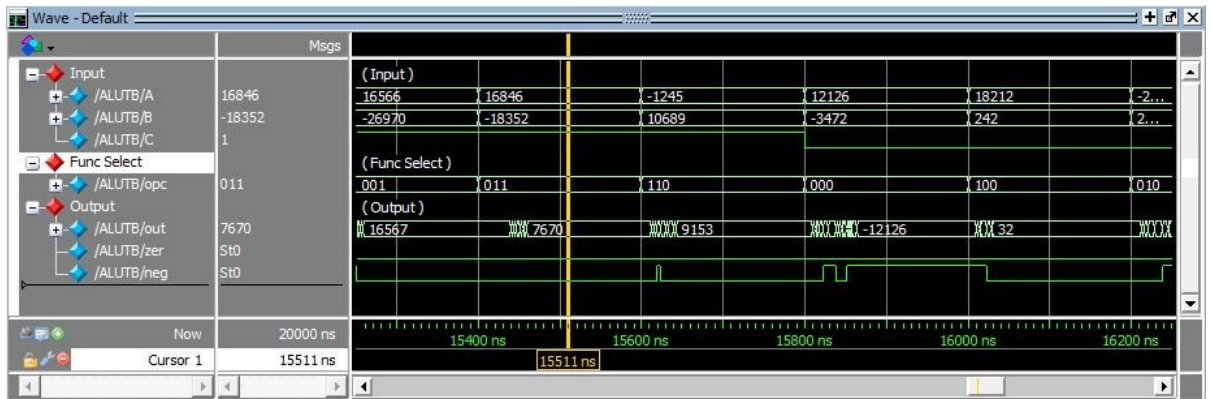 Wave - Default
Msgs
Input
(Input)
/ALUTB/A 16846 16566 16846 -1245 12126 18212 -2...
/ALUTB/B -18352 -26970 -18352 10689 -3472 242 2...
/ALUTB/C 1
Func Select
(Func Select)
/ALUTB/opc 011 001 011 110 000 100 010
Output
(Output)
/ALUTB/out 7670 16567 7670 9153 -12126 32
/ALUTB/zer St0
/ALUTB/neg St0
Now 20000 ns 15400 ns 15600 ns 15800 ns 16000 ns 16200 ns
Cursor 1 15511 ns 15511 ns